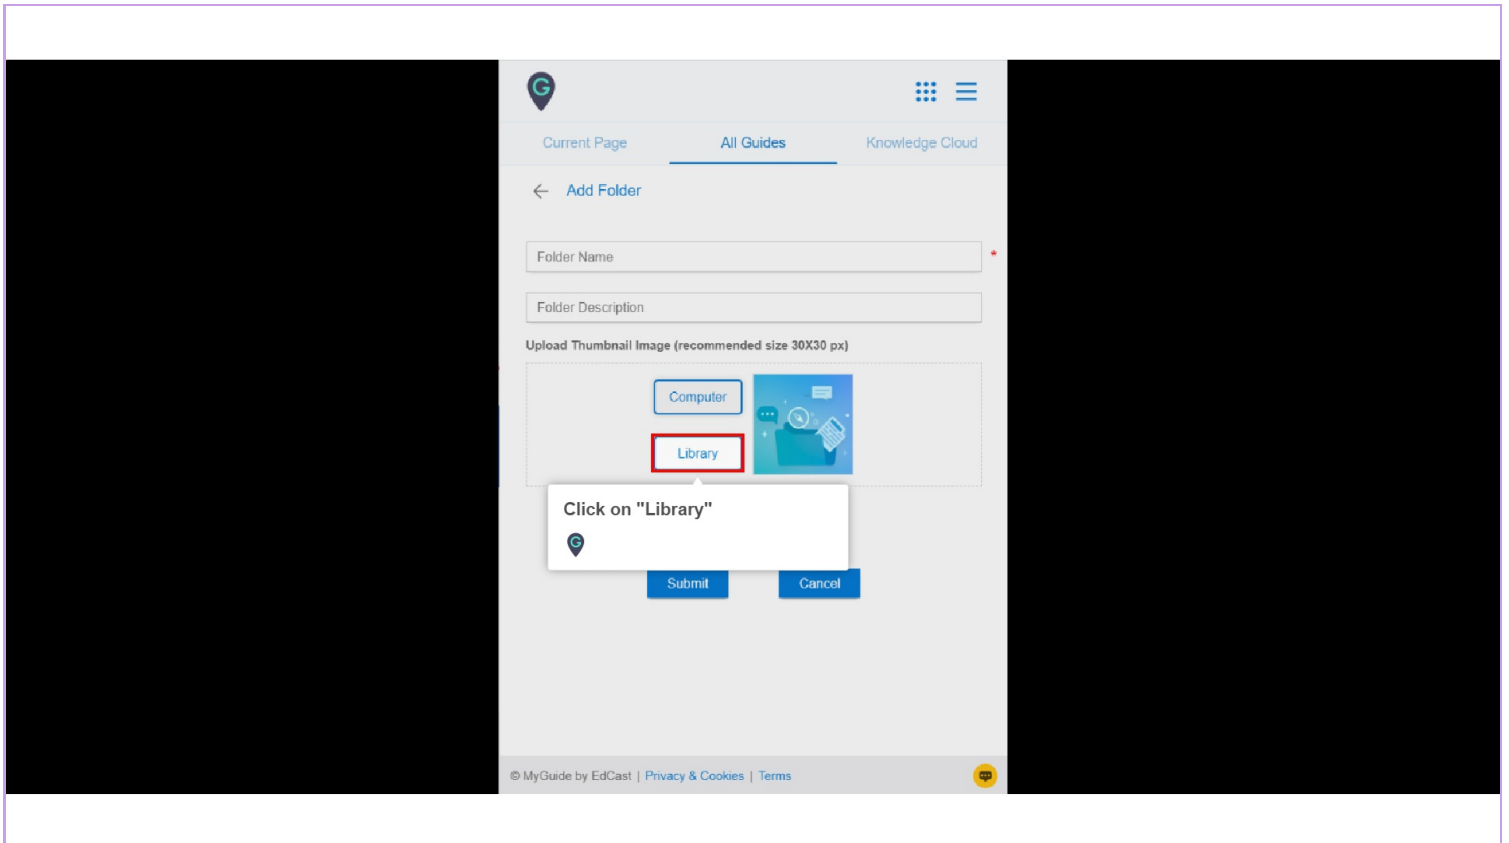 G
Current Page All Guides Knowledge Cloud
Add Folder
Folder Name *
Folder Description
Upload Thumbnail Image (recommended size 30X30 px)
Computer
Library
Click on "Library"
G
Submit Cancel
© MyGuide by EdCast | Privacy & Cookies | Terms